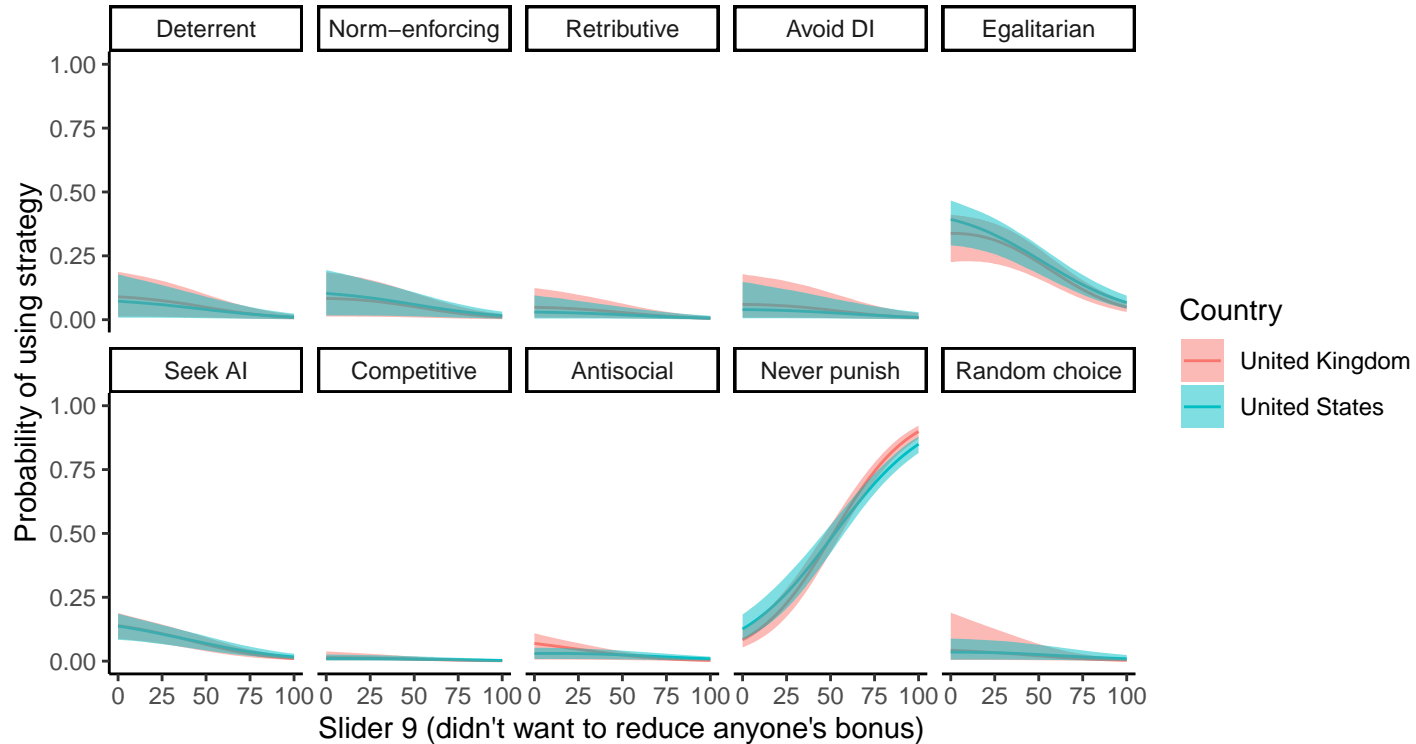 Deterrent
Norm−enforcing
Retributive
Avoid DI
Egalitarian
1.00
0.75
0.50
0.25
0.00
Seek AI
Competitive
Antisocial
Never punish
Random choice
1.00
0.75
0.50
0.25
0.00
0 25 50 75 100
0 25 50 75 100
0 25 50 75 100
0 25 50 75 100
0 25 50 75 100
Slider 9 (didn't want to reduce anyone's bonus)
Probability of using strategy
Country
United Kingdom
United States